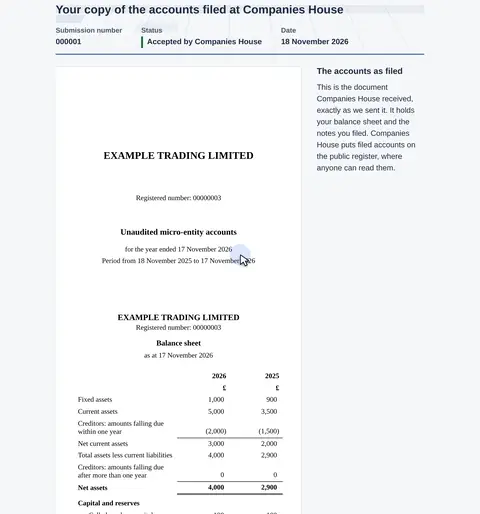 Your copy of the accounts filed at Companies House
Submission number Status Date
000001 Accepted by Companies House 18 November 2026
EXAMPLE TRADING LIMITED
Registered number: 00000003
Unaudited micro-entity accounts
for the year ended 17 November 2026
Period from 18 November 2025 to 17 November 2026
EXAMPLE TRADING LIMITED
Registered number: 00000003
Balance sheet
as at 17 November 2026
2026 2025
£ £
Fixed assets 1,000 900
Current assets 5,000 3,500
Creditors: amounts falling due
within one year (2,000) (1,500)
Net current assets 3,000 2,000
Total assets less current liabilities 4,000 2,900
Creditors: amounts falling due
after more than one year 0 0
Net assets 4,000 2,900
Capital and reserves
The accounts as filed
This is the document
Companies House received,
exactly as we sent it. It holds
your balance sheet and the
notes you filed. Companies
House puts filed accounts on
the public register, where
anyone can read them.